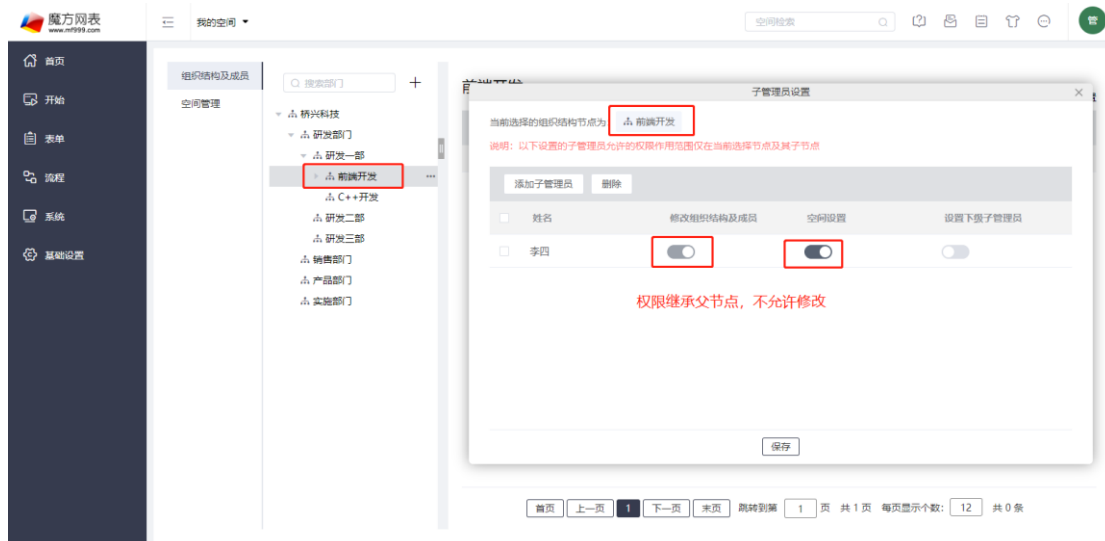 魔方网表
www.mf999.com
我的空间
空间检索
管
首页
开始
表单
流程
系统
基础设置
组织结构及成员
空间管理
搜索部门
桥兴科技
研发部门
研发一部
前端开发
C++开发
研发二部
研发三部
销售部门
产品部门
实施部门
前端开发
子管理员设置
当前选择的组织结构节点为 前端开发
说明：以下设置的子管理员允许的权限作用范围仅在当前选择节点及其子节点
添加子管理员 删除
姓名 修改组织结构及成员 空间设置 设置下级子管理员
李四
权限继承父节点，不允许修改
保存
首页 上一页 1 下一页 末页 跳转到第 1 页 共 1 页 每页显示个数: 12 共 0 条